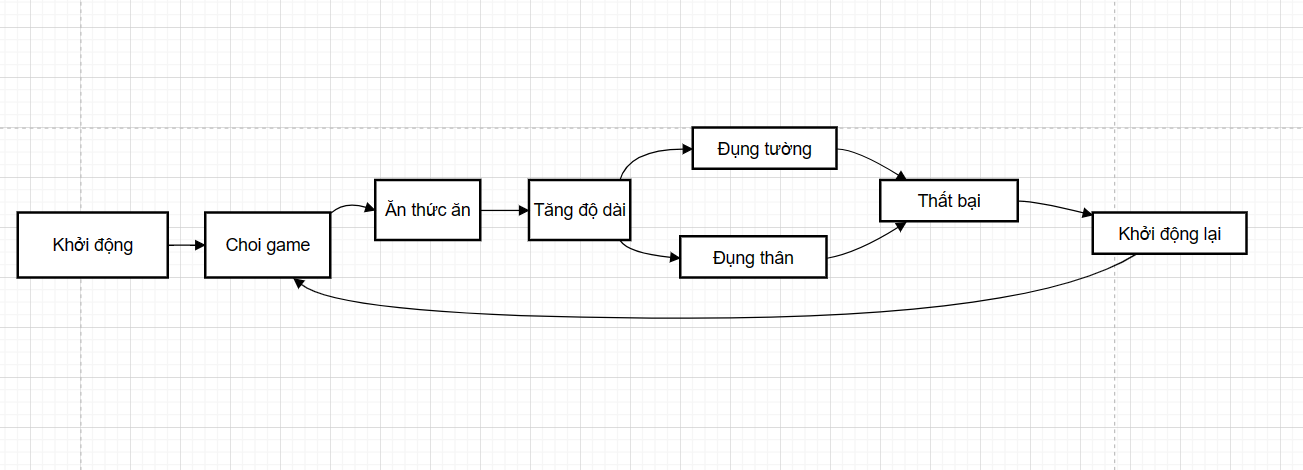 Khởi động
Choi game
Ăn thức ăn
Tăng độ dài
Đụng tường
Đụng thân
Thất bại
Khởi động lại